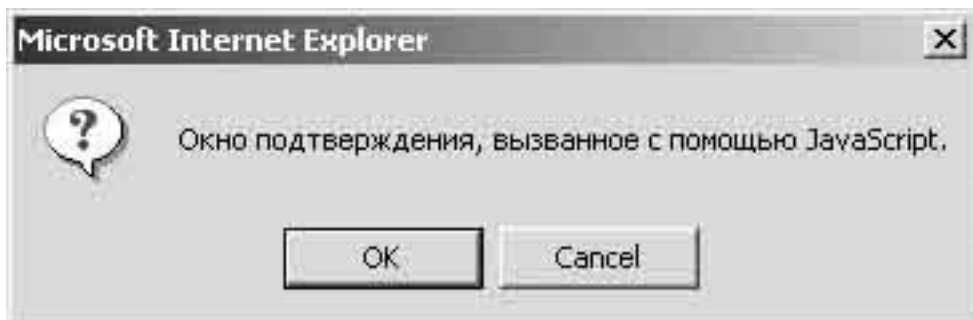 Microsoft Internet Explorer
?
Окно подтверждения, вызванное с помощью JavaScript.
OK
Cancel